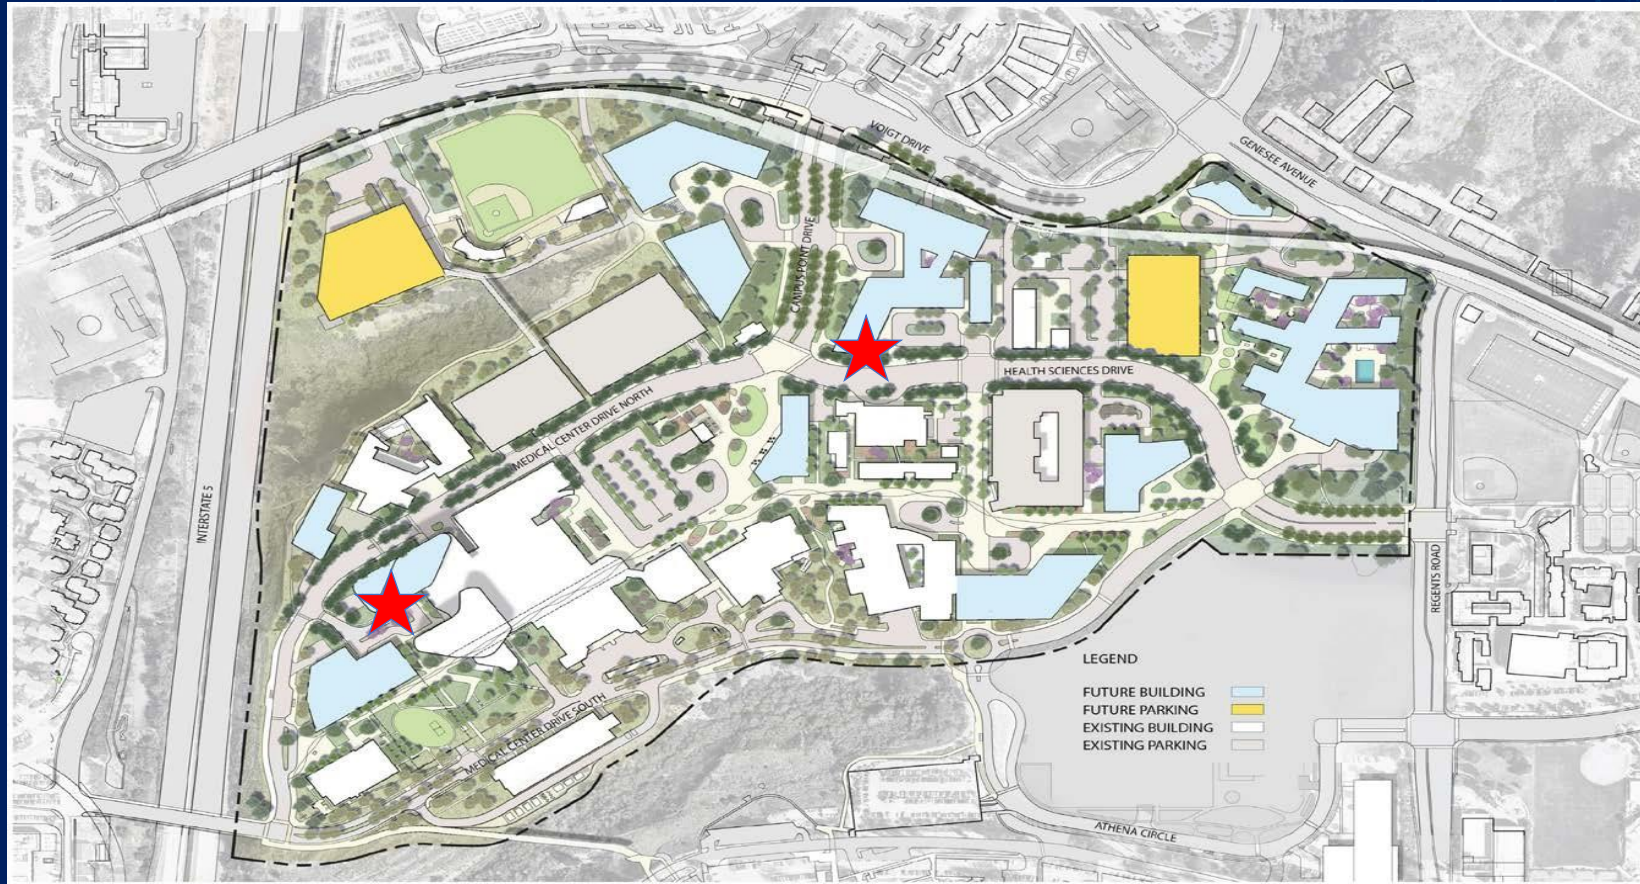 VOIGT DRIVE
GENESEE AVENUE
CAMPUS POINT DRIVE
HEALTH SCIENCES DRIVE
MEDICAL CENTER DRIVE NORTH
INTERSTATE 5
REGENTS ROAD
MEDICAL CENTER DRIVE SOUTH
LEGEND
FUTURE BUILDING
FUTURE PARKING
EXISTING BUILDING
EXISTING PARKING
ATHENA CIRCLE